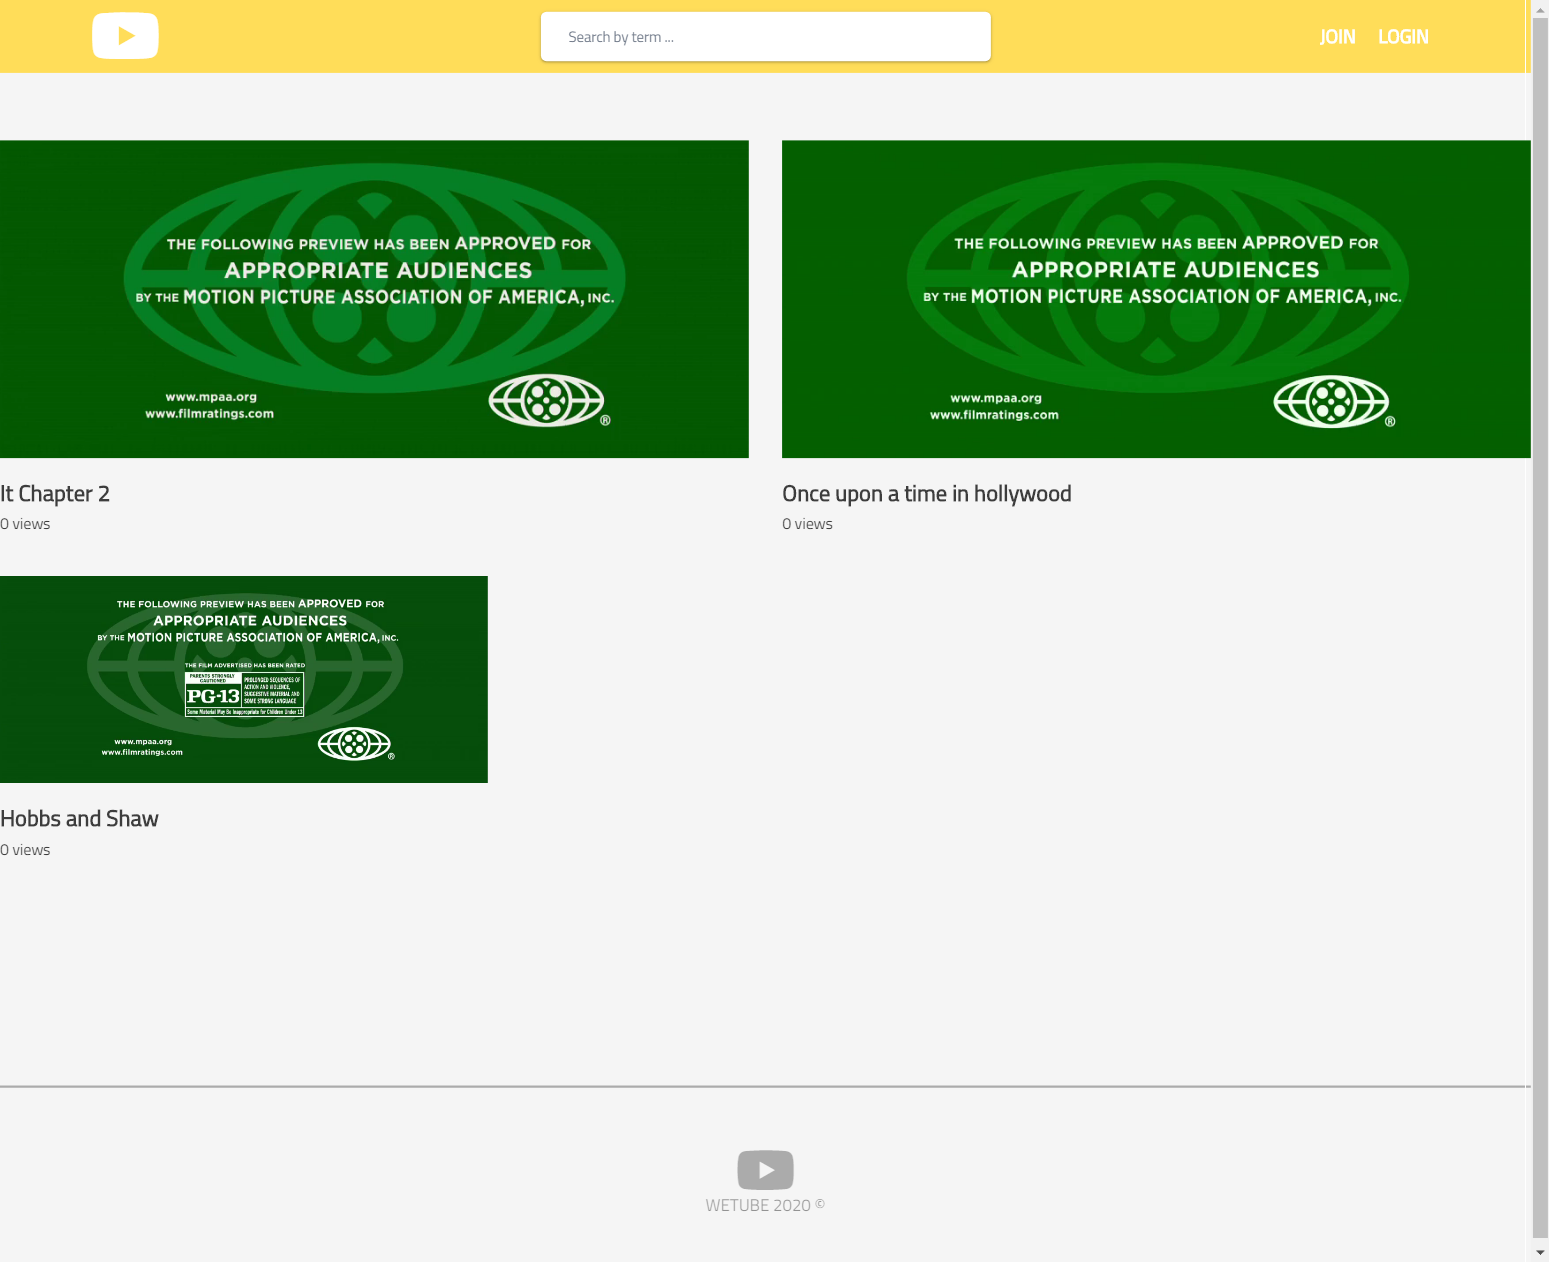 Search by term ...
JOIN
LOGIN
THE FOLLOWING PREVIEW HAS BEEN APPROVED FOR
APPROPRIATE AUDIENCES
BY THE MOTION PICTURE ASSOCIATION OF AMERICA, INC.
www.mpaa.org
www.filmratings.com
®
It Chapter 2
0 views
THE FOLLOWING PREVIEW HAS BEEN APPROVED FOR
APPROPRIATE AUDIENCES
BY THE MOTION PICTURE ASSOCIATION OF AMERICA, INC.
www.mpaa.org
www.filmratings.com
®
Once upon a time in hollywood
0 views
THE FOLLOWING PREVIEW HAS BEEN APPROVED FOR
APPROPRIATE AUDIENCES
BY THE MOTION PICTURE ASSOCIATION OF AMERICA, INC.
THE FILM ADVERTISED HAS BEEN RATED
PARENTS STRONGLY
CAUTIONED
PG-13
PROLONGED SEQUENCES OF
ACTION AND VIOLENCE,
SUGGESTIVE MATERIAL AND
SOME STRONG LANGUAGE
Some Material May Be Inappropriate for Children Under 13
www.mpaa.org
www.filmratings.com
®
Hobbs and Shaw
0 views
WETUBE 2020 ©